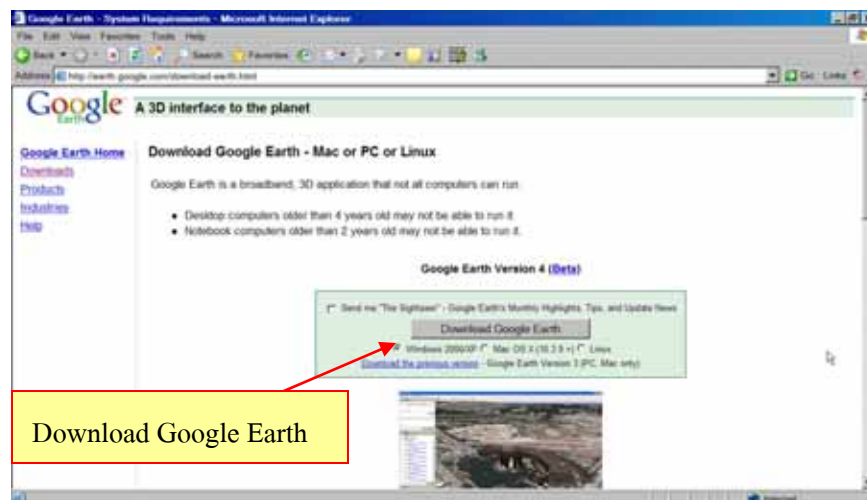 Google Earth - System Requirements - Microsoft Internet Explorer
File Edit View Favorites Tools Help
Back Search Favorites
Address http://earth.google.com/download-earth.html Go Links
Google Earth A 3D interface to the planet
Google Earth Home
Downloads
Products
Industries
Help
Download Google Earth - Mac or PC or Linux
Google Earth is a broadband, 3D application that not all computers can run.
• Desktop computers older than 4 years old may not be able to run it.
• Notebook computers older than 2 years old may not be able to run it.
Google Earth Version 4 (Beta)
Send me "The Sightseer" - Google Earth's Monthly Highlights, Tips, and Update News
Download Google Earth
Windows 2000/XP Mac OS X (10.3.9 +) Linux
Download the previous version - Google Earth Version 3 (PC, Mac only)
Download Google Earth